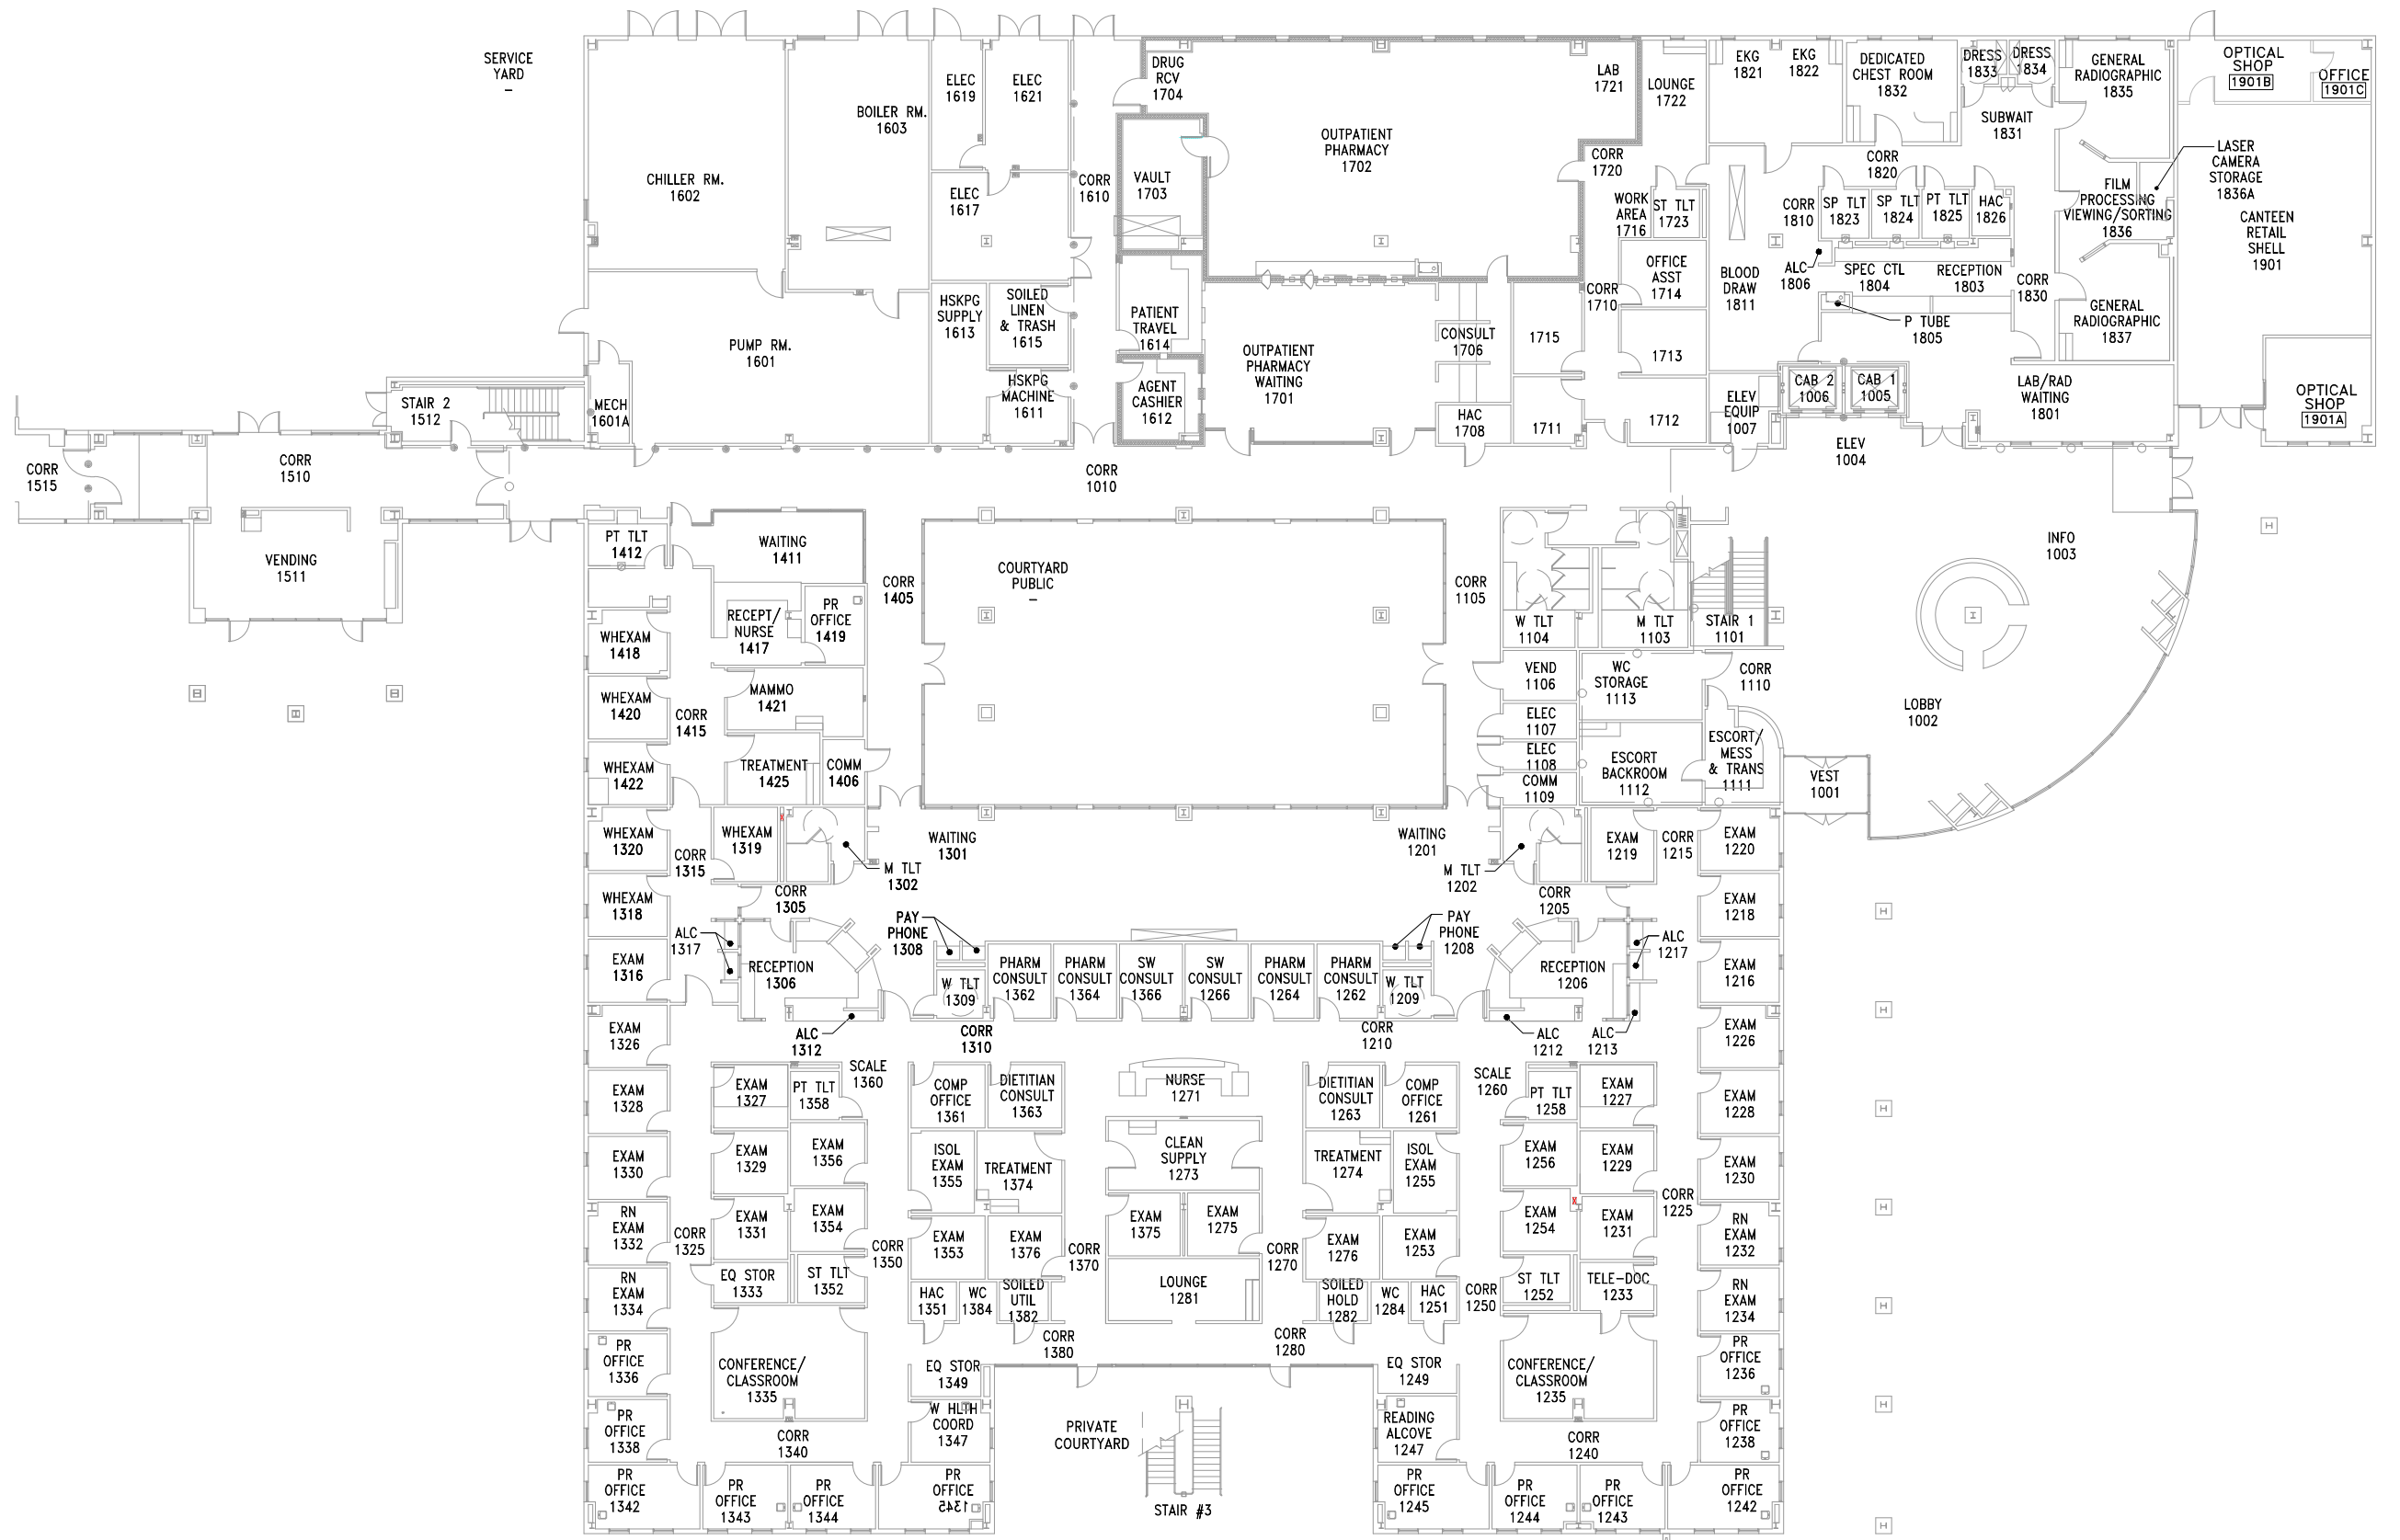 SERVICE
YARD
-
CHILLER RM.
1602
BOILER RM.
1603
ELEC
1619
ELEC
1621
ELEC
1617
CORR
1610
DRUG
RCV
1704
VAULT
1703
OUTPATIENT
PHARMACY
1702
LAB
1721
LOUNGE
1722
CORR
1720
WORK
AREA
1716
ST TLT
1723
OFFICE
ASST
1714
CORR
1710
1713
1712
1715
1711
EKG
1821
EKG
1822
DEDICATED
CHEST ROOM
1832
DRESS
1833
DRESS
1834
SUBWAIT
1831
GENERAL
RADIOGRAPHIC
1835
OPTICAL
SHOP
1901B
OFFICE
1901C
LASER
CAMERA
STORAGE
1836A
CORR
1820
CORR
1810
SP TLT
1823
SP TLT
1824
PT TLT
1825
HAC
1826
FILM
PROCESSING
VIEWING/SORTING
1836
CANTEEN
RETAIL
SHELL
1901
BLOOD
DRAW
1811
ALC
1806
SPEC CTL
1804
RECEPTION
1803
CORR
1830
P TUBE
1805
GENERAL
RADIOGRAPHIC
1837
ELEV
EQUIP
1007
CAB 2
1006
CAB 1
1005
LAB/RAD
WAITING
1801
OPTICAL
SHOP
1901A
ELEV
1004
PUMP RM.
1601
MECH
1601A
HSKPG
SUPPLY
1613
SOILED
LINEN
& TRASH
1615
HSKPG
MACHINE
1611
PATIENT
TRAVEL
1614
AGENT
CASHIER
1612
OUTPATIENT
PHARMACY
WAITING
1701
CONSULT
1706
HAC
1708
STAIR 2
1512
CORR
1515
CORR
1510
CORR
1010
VENDING
1511
PT TLT
1412
WAITING
1411
CORR
1405
COURTYARD
PUBLIC
-
CORR
1105
W TLT
1104
M TLT
1103
STAIR 1
1101
INFO
1003
LOBBY
1002
WHEXAM
1418
RECEPT/
NURSE
1417
PR
OFFICE
1419
WHEXAM
1420
CORR
1415
MAMMO
1421
WHEXAM
1422
TREATMENT
1425
COMM
1406
VEND
1106
WC
STORAGE
1113
CORR
1110
ELEC
1107
ELEC
1108
COMM
1109
ESCORT
BACKROOM
1112
ESCORT/
MESS
& TRANS
1111
VEST
1001
WHEXAM
1320
CORR
1315
WHEXAM
1319
M TLT
1302
WAITING
1301
WAITING
1201
M TLT
1202
EXAM
1219
CORR
1215
EXAM
1220
WHEXAM
1318
CORR
1305
CORR
1205
EXAM
1218
ALC
1317
PAY
PHONE
1308
PAY
PHONE
1208
ALC
1217
EXAM
1316
RECEPTION
1306
W TLT
1309
PHARM
CONSULT
1362
PHARM
CONSULT
1364
SW
CONSULT
1366
SW
CONSULT
1266
PHARM
CONSULT
1264
PHARM
CONSULT
1262
W TLT
1209
RECEPTION
1206
EXAM
1216
EXAM
1326
ALC
1312
CORR
1310
CORR
1210
ALC
1212
ALC
1213
EXAM
1226
EXAM
1328
EXAM
1327
PT TLT
1358
SCALE
1360
COMP
OFFICE
1361
DIETITIAN
CONSULT
1363
NURSE
1271
DIETITIAN
CONSULT
1263
COMP
OFFICE
1261
SCALE
1260
PT TLT
1258
EXAM
1227
EXAM
1228
EXAM
1330
EXAM
1329
EXAM
1356
ISOL
EXAM
1355
TREATMENT
1374
CLEAN
SUPPLY
1273
TREATMENT
1274
ISOL
EXAM
1255
EXAM
1256
EXAM
1229
EXAM
1230
RN
EXAM
1332
CORR
1325
EXAM
1331
EXAM
1354
CORR
1350
EXAM
1353
EXAM
1376
CORR
1370
EXAM
1375
EXAM
1275
CORR
1270
EXAM
1276
EXAM
1253
EXAM
1254
EXAM
1231
CORR
1225
RN
EXAM
1232
RN
EXAM
1334
EQ STOR
1333
ST TLT
1352
HAC
1351
WC
1384
SOILED
UTIL
1382
LOUNGE
1281
SOILED
HOLD
1282
WC
1284
HAC
1251
CORR
1250
ST TLT
1252
TELE-DOC
1233
RN
EXAM
1234
PR
OFFICE
1336
CONFERENCE/
CLASSROOM
1335
EQ STOR
1349
CORR
1380
CORR
1280
EQ STOR
1249
CONFERENCE/
CLASSROOM
1235
PR
OFFICE
1236
PR
OFFICE
1338
CORR
1340
W HLTH
COORD
1347
PRIVATE
COURTYARD
READING
ALCOVE
1247
CORR
1240
PR
OFFICE
1238
PR
OFFICE
1342
PR
OFFICE
1343
PR
OFFICE
1344
PR
OFFICE
1345
STAIR #3
PR
OFFICE
1245
PR
OFFICE
1244
PR
OFFICE
1243
PR
OFFICE
1242